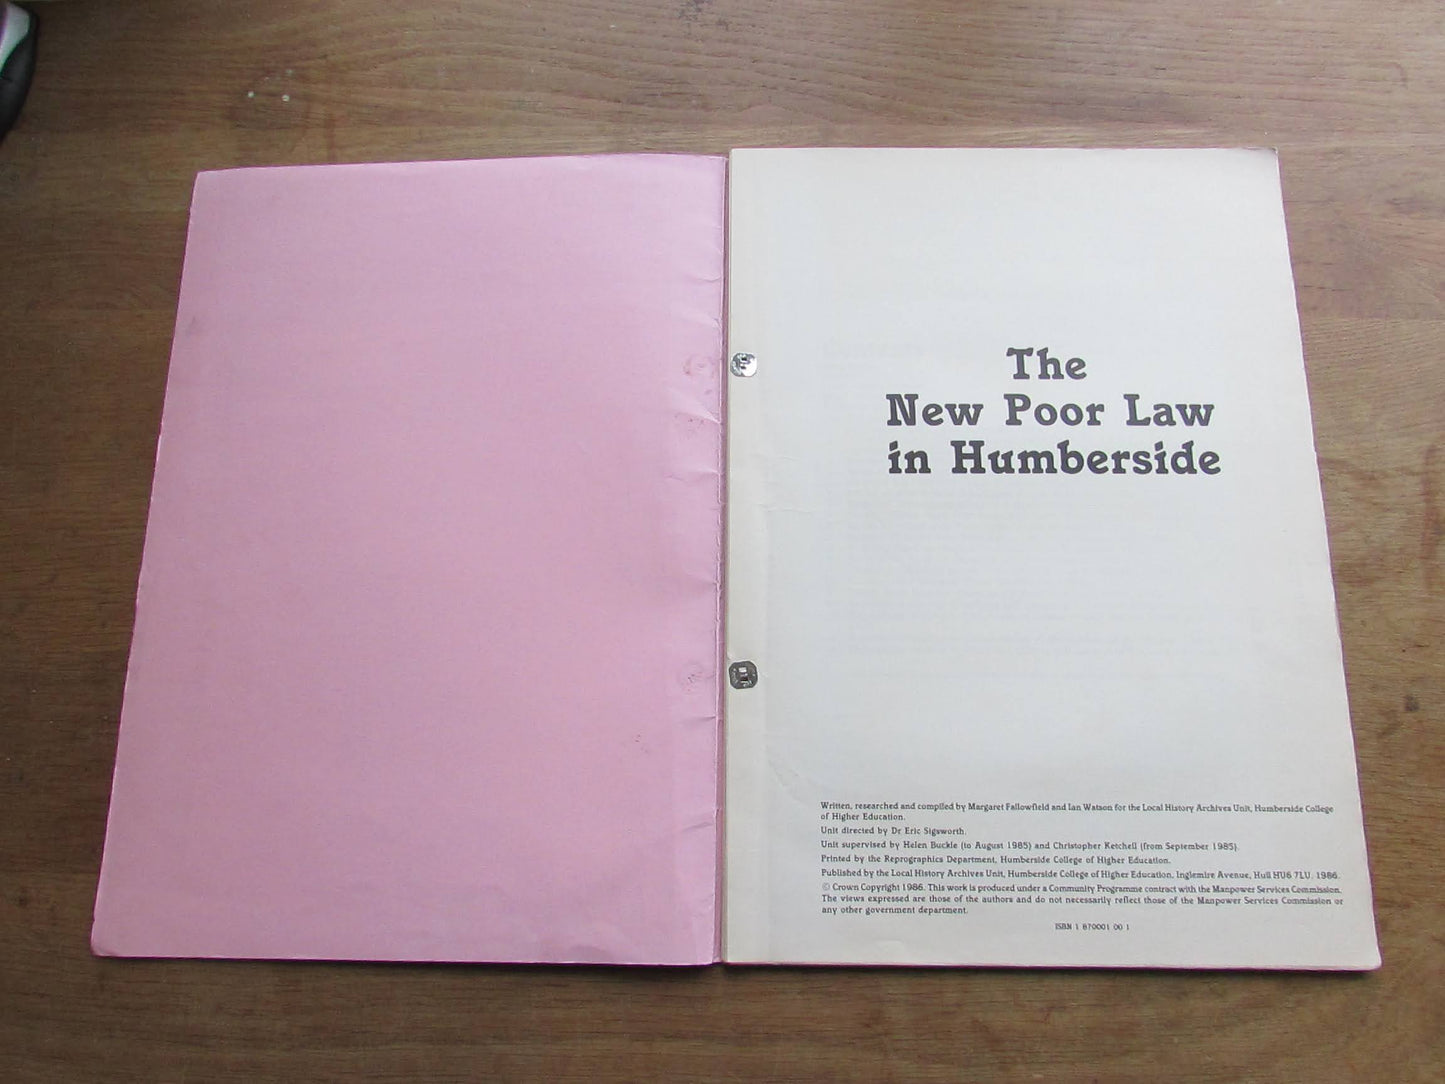 The
New Poor Law
in Humberside
Written, researched and compiled by Margaret Fallowfield and Ian Watson for the Local History Archives Unit, Humberside College
of Higher Education.
Unit directed by Dr Eric Sigsworth.
Unit supervised by Helen Buckle (to August 1985) and Christopher Ketchell (from September 1985).
Printed by the Reprographics Department, Humberside College of Higher Education.
Published by the Local History Archives Unit, Humberside College of Higher Education, Inglemire Avenue, Hull HU6 7LU. 1986.
© Crown Copyright 1986. This work is produced under a Community Programme contract with the Manpower Services Commission.
The views expressed are those of the authors and do not necessarily reflect those of the Manpower Services Commission or
any other government department.
ISBN 1 870001 00 1